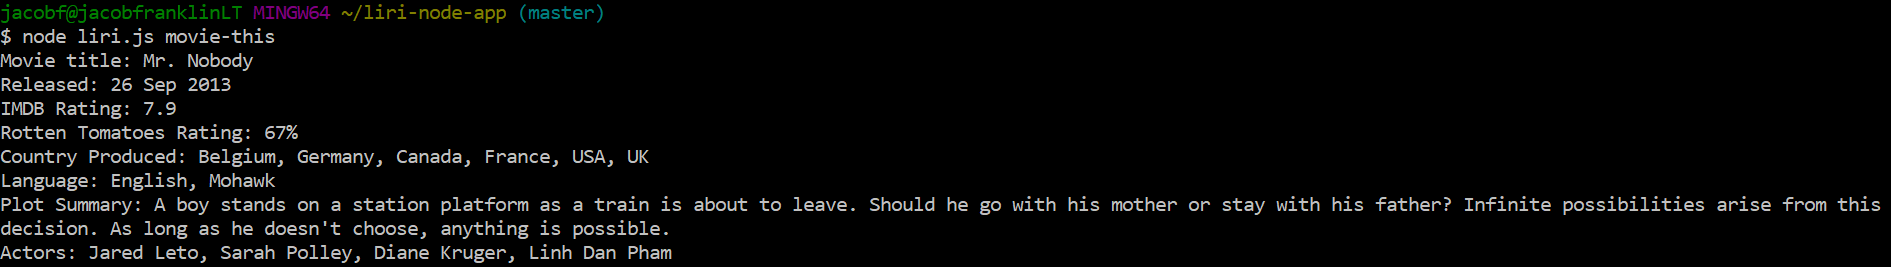 jacobf@jacobfranklinLT MINGW64 ~/liri-node-app (master)
$ node liri.js movie-this
Movie title: Mr. Nobody
Released: 26 Sep 2013
IMDB Rating: 7.9
Rotten Tomatoes Rating: 67%
Country Produced: Belgium, Germany, Canada, France, USA, UK
Language: English, Mohawk
Plot Summary: A boy stands on a station platform as a train is about to leave. Should he go with his mother or stay with his father? Infinite possibilities arise from this
decision. As long as he doesn't choose, anything is possible.
Actors: Jared Leto, Sarah Polley, Diane Kruger, Linh Dan Pham